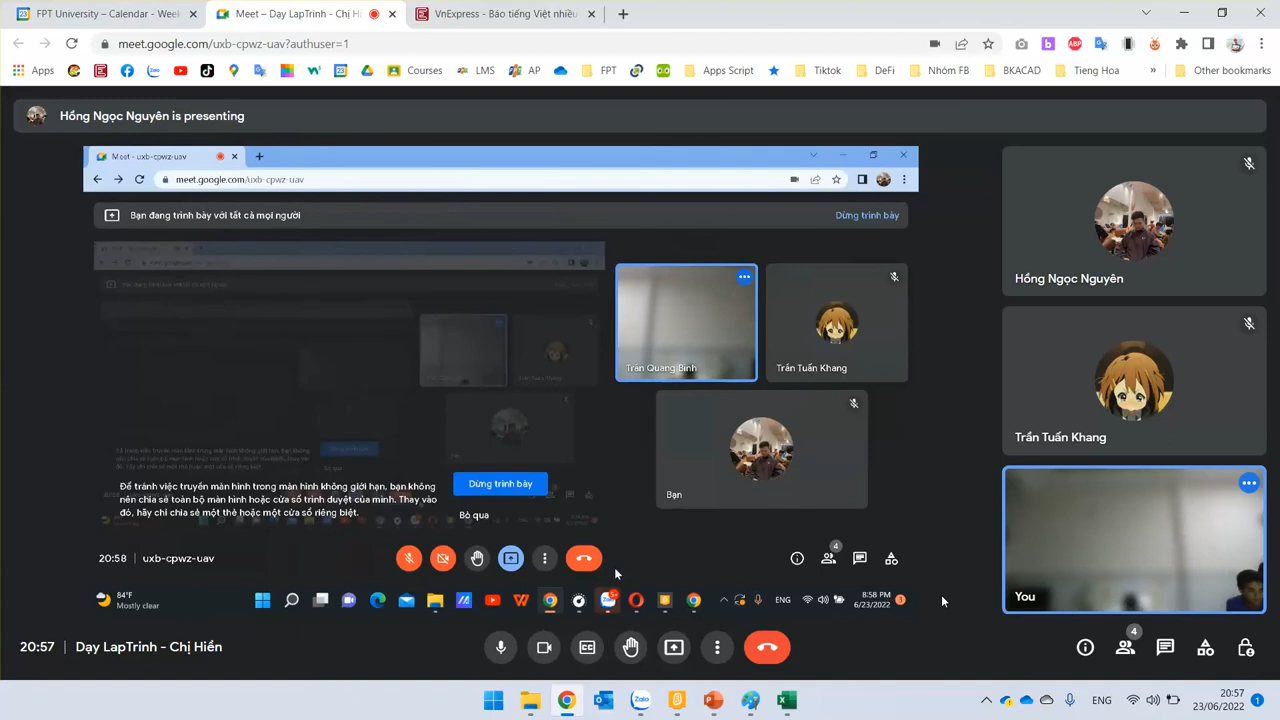 FPT University – Calendar - Week
Meet – Dạy LapTrinh - Chị Hi
VnExpress - Báo tiếng Việt nhiều
meet.google.com/uxb-cpwz-uav?authuser=1
Apps
Courses
LMS
AP
FPT
Apps Script
Tiktok
DeFi
Nhóm FB
BKACAD
Tieng Hoa
»
Other bookmarks
Hồng Ngọc Nguyên is presenting
Meet - uxb-cpwz-uav
meet.google.com/uxb-cpwz-uav
Bạn đang trình bày với tất cả mọi người
Dừng trình bày
Trần Quang Bình
Trần Tuấn Khang
Bạn
Để tránh việc truyền màn hình trong màn hình không giới hạn, bạn không
nên chia sẻ toàn bộ màn hình hoặc cửa sổ trình duyệt của mình. Thay vào
đó, hãy chỉ chia sẻ một thẻ hoặc một cửa sổ riêng biệt.
Dừng trình bày
Bỏ qua
20:58
uxb-cpwz-uav
4
84°F
Mostly clear
5+
ENG
8:58 PM
6/23/2022
3
Hồng Ngọc Nguyên
Trần Tuấn Khang
You
20:57
Dạy LapTrinh - Chị Hiền
4
ENG
20:57
23/06/2022
1